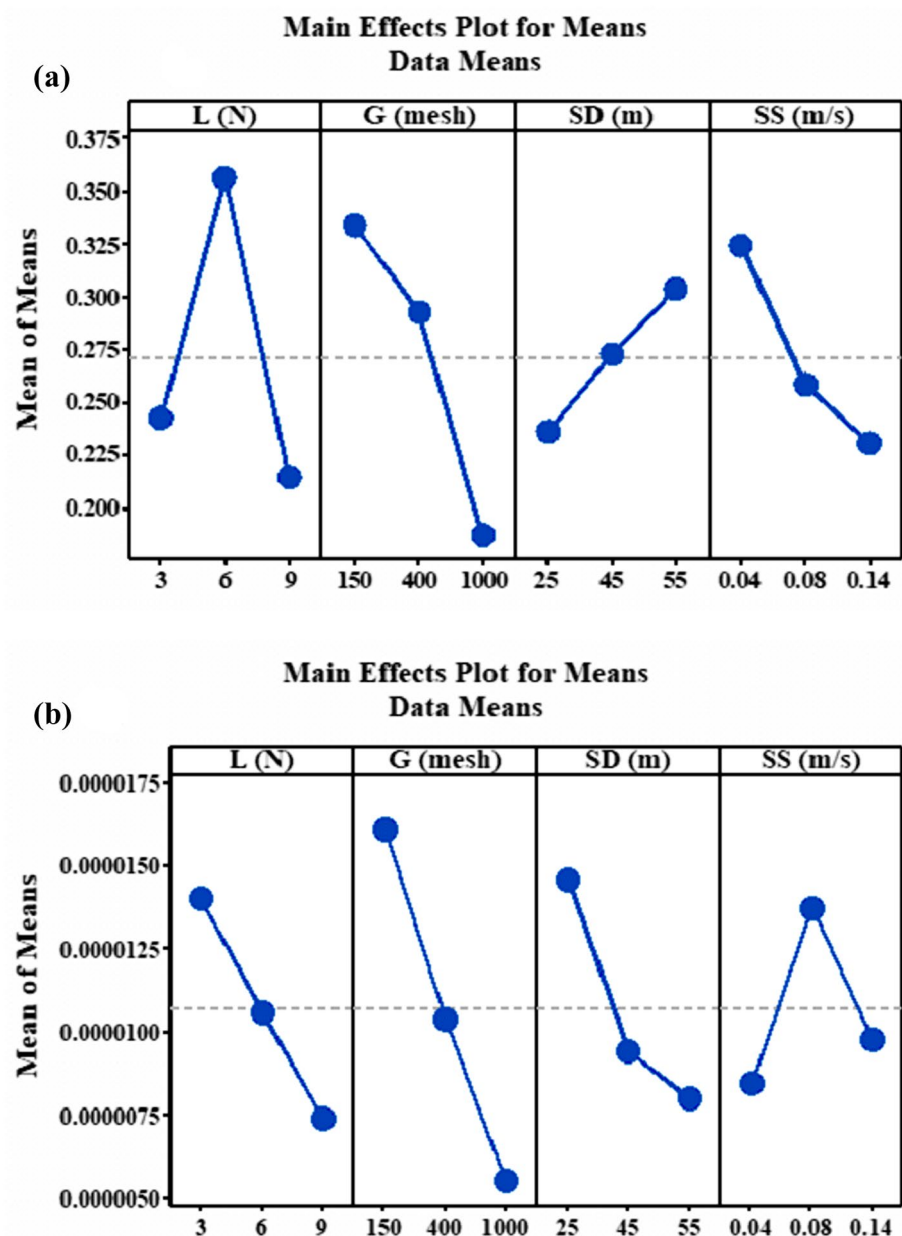 Main Effects Plot for Means
Data Means
(a)
L (N) G (mesh) SD (m) SS (m/s)
Mean of Means
0.375
0.350
0.325
0.300
0.275
0.250
0.225
0.200
3 6 9 150 400 1000 25 45 55 0.04 0.08 0.14
Main Effects Plot for Means
Data Means
(b)
L (N) G (mesh) SD (m) SS (m/s)
Mean of Means
0.0000175
0.0000150
0.0000125
0.0000100
0.0000075
0.0000050
3 6 9 150 400 1000 25 45 55 0.04 0.08 0.14